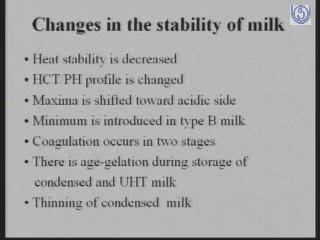 Changes in the stability of milk
• Heat stability is decreased
• HCT PH profile is changed
• Maxima is shifted toward acidic side
• Minimum is introduced in type B milk
• Coagulation occurs in two stages
• There is age-gelation during storage of
condensed and UHT milk
• Thinning of condensed milk